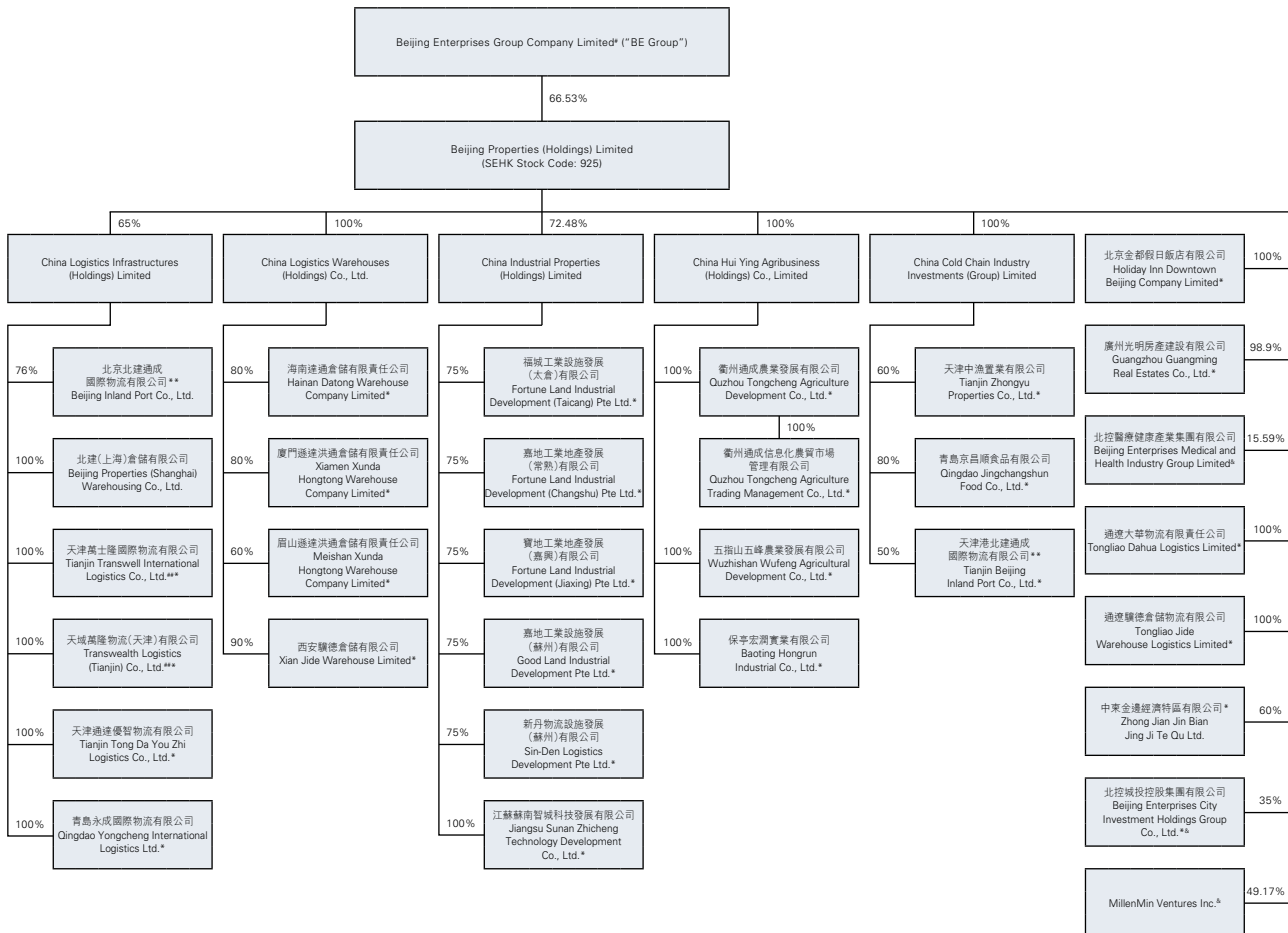 Beijing Enterprises Group Company Limited# (“BE Group”)
66.53%
Beijing Properties (Holdings) Limited
(SEHK Stock Code: 925)
65%
China Logistics Infrastructures
(Holdings) Limited
76%
北京北建通成
國際物流有限公司**
Beijing Inland Port Co., Ltd.
100%
北建(上海)倉儲有限公司
Beijing Properties (Shanghai)
Warehousing Co., Ltd.
100%
天津萬士隆國際物流有限公司
Tianjin Transwell International
Logistics Co., Ltd.##*
100%
天域萬隆物流(天津)有限公司
Transwealth Logistics
(Tianjin) Co., Ltd.##*
100%
天津通達優智物流有限公司
Tianjin Tong Da You Zhi
Logistics Co., Ltd.*
100%
青島永成國際物流有限公司
Qingdao Yongcheng International
Logistics Ltd.*
100%
China Logistics Warehouses
(Holdings) Co., Ltd.
80%
海南達通倉儲有限責任公司
Hainan Datong Warehouse
Company Limited*
80%
廈門遜達洪通倉儲有限責任公司
Xiamen Xunda
Hongtong Warehouse
Company Limited*
60%
眉山遜達洪通倉儲有限責任公司
Meishan Xunda
Hongtong Warehouse
Company Limited*
90%
西安驥德倉儲有限公司
Xian Jide Warehouse Limited*
72.48%
China Industrial Properties
(Holdings) Limited
75%
福城工業設施發展
(太倉)有限公司
Fortune Land Industrial
Development (Taicang) Pte Ltd.*
75%
嘉地工業地產發展
(常熟)有限公司
Fortune Land Industrial
Development (Changshu) Pte Ltd.*
75%
寶地工業地產發展
(嘉興)有限公司
Fortune Land Industrial
Development (Jiaxing) Pte Ltd.*
75%
嘉地工業設施發展
(蘇州)有限公司
Good Land Industrial
Development Pte Ltd.*
75%
新丹物流設施發展
(蘇州)有限公司
Sin-Den Logistics
Development Pte Ltd.*
100%
江蘇蘇南智城科技發展有限公司
Jiangsu Sunan Zhicheng
Technology Development
Co., Ltd.*
100%
China Hui Ying Agribusiness
(Holdings) Co., Limited
100%
衢州通成農業發展有限公司
Quzhou Tongcheng Agriculture
Development Co., Ltd.*
100%
衢州通成信息化農貿市場
管理有限公司
Quzhou Tongcheng Agriculture
Trading Management Co., Ltd.*
100%
五指山五峰農業發展有限公司
Wuzhishan Wufeng Agricultural
Development Co., Ltd.*
100%
保亭宏潤實業有限公司
Baoting Hongrun
Industrial Co., Ltd.*
100%
China Cold Chain Industry
Investments (Group) Limited
60%
天津中漁置業有限公司
Tianjin Zhongyu
Properties Co., Ltd.*
80%
青島京昌順食品有限公司
Qingdao Jingchangshun
Food Co., Ltd.*
50%
天津港北建通成
國際物流有限公司**
Tianjin Beijing
Inland Port Co., Ltd.*
北京金都假日飯店有限公司
Holiday Inn Downtown
Beijing Company Limited*
100%
廣州光明房產建設有限公司
Guangzhou Guangming
Real Estates Co., Ltd.*
98.9%
北控醫療健康產業集團有限公司
Beijing Enterprises Medical and
Health Industry Group Limited&
15.59%
通遼大華物流有限責任公司
Tongliao Dahua Logistics Limited*
100%
通遼驥德倉儲物流有限公司
Tongliao Jide
Warehouse Logistics Limited*
100%
中柬金邊經濟特區有限公司*
Zhong Jian Jin Bian
Jing Ji Te Qu Ltd.
60%
北控城投控股集團有限公司
Beijing Enterprises City
Investment Holdings Group
Co., Ltd.*&
35%
MillenMin Ventures Inc.&
49.17%